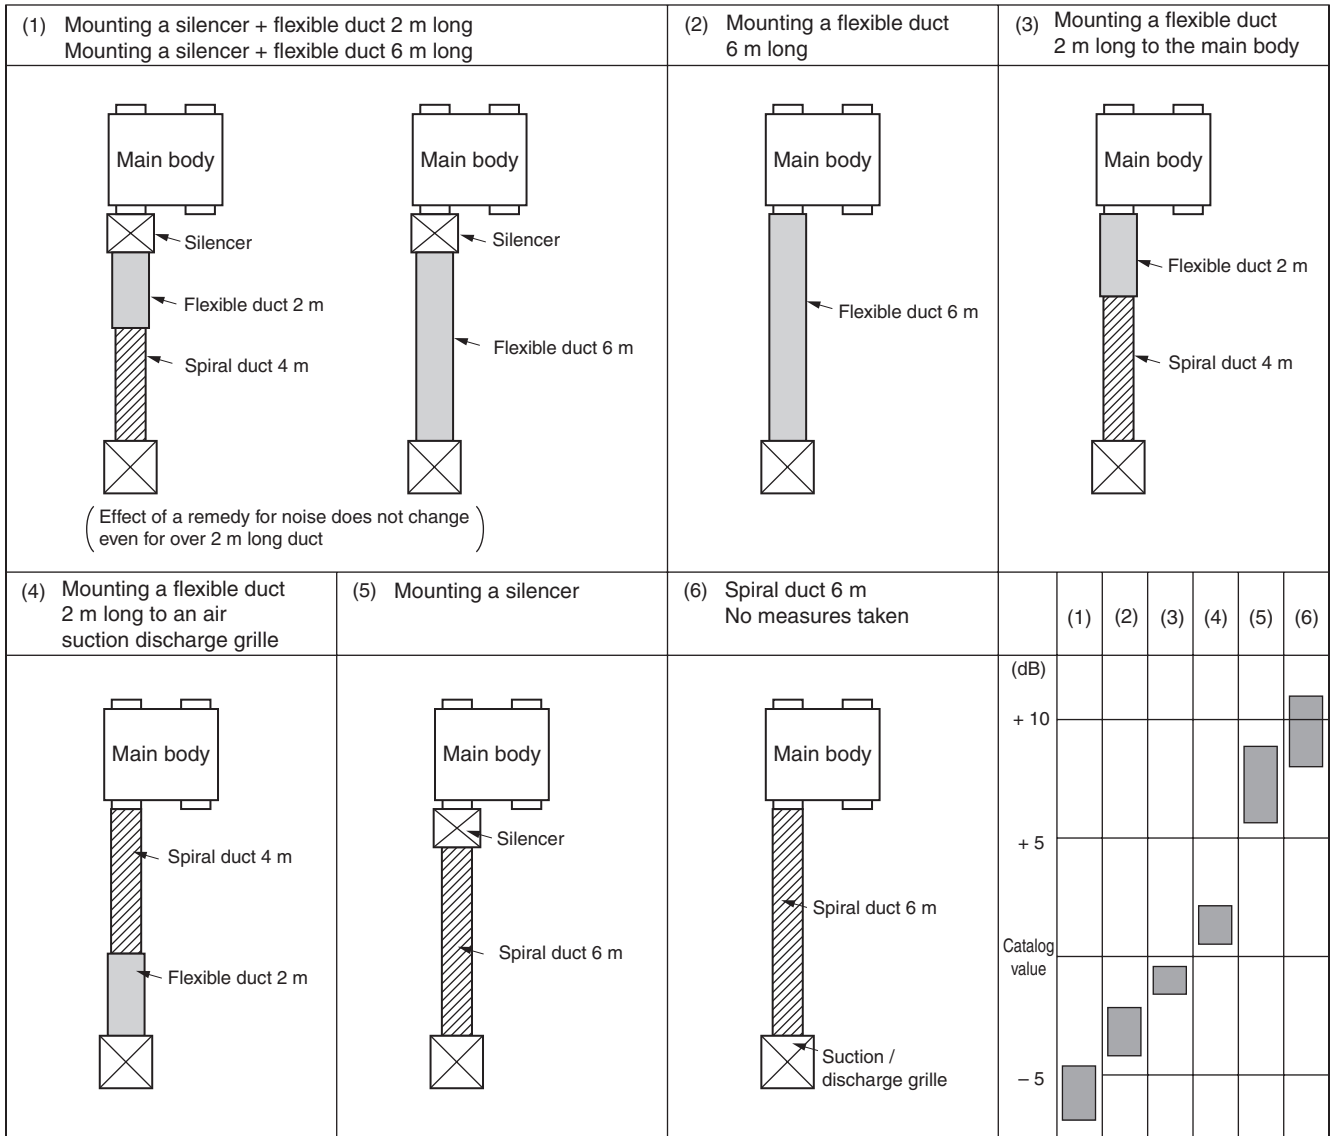 (1) Mounting a silencer + flexible duct 2 m long
Mounting a silencer + flexible duct 6 m long
(2) Mounting a flexible duct
6 m long
(3) Mounting a flexible duct
2 m long to the main body
Main body
Silencer
Flexible duct 2 m
Spiral duct 4 m
Main body
Silencer
Flexible duct 6 m
(Effect of a remedy for noise does not change
even for over 2 m long duct)
Main body
Flexible duct 6 m
Main body
Flexible duct 2 m
Spiral duct 4 m
(4) Mounting a flexible duct
2 m long to an air
suction discharge grille
(5) Mounting a silencer
(6) Spiral duct 6 m
No measures taken
Main body
Spiral duct 4 m
Flexible duct 2 m
Main body
Silencer
Spiral duct 6 m
Main body
Spiral duct 6 m
Suction /
discharge grille
(1) (2) (3) (4) (5) (6)
(dB)
+ 10
+ 5
Catalog
value
– 5